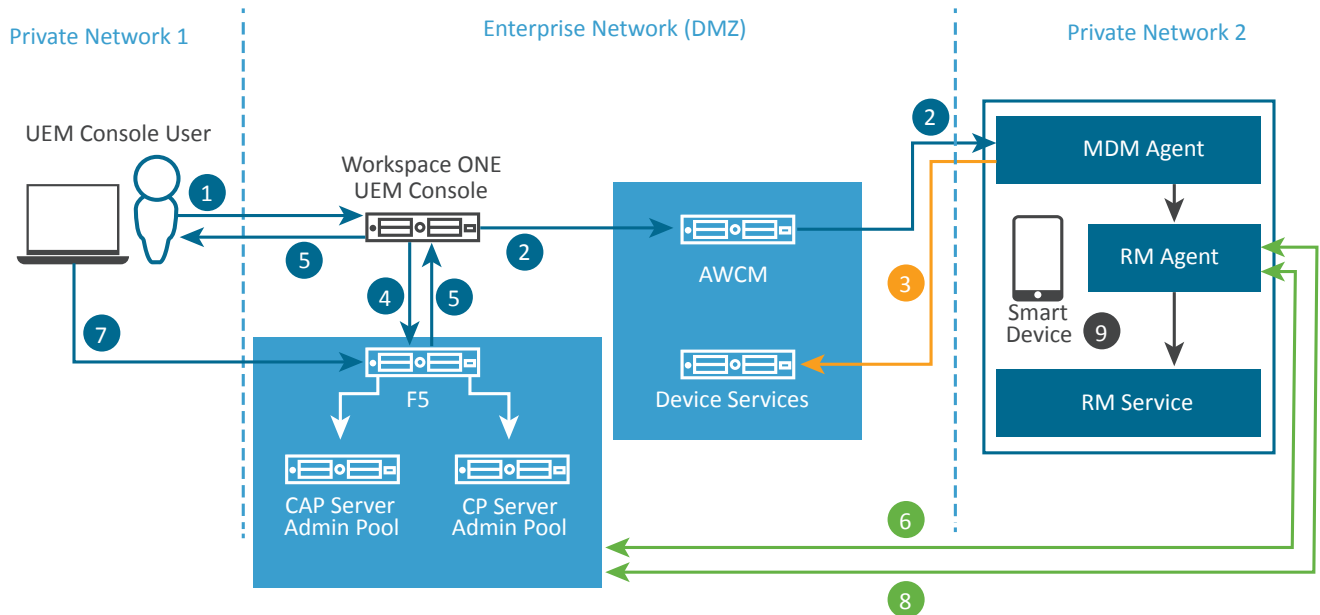 Private Network 1
Enterprise Network (DMZ)
Private Network 2
UEM Console User
1
5
7
Workspace ONE
UEM Console
2
4
5
F5
CAP Server
Admin Pool
CP Server
Admin Pool
AWCM
Device Services
2
3
MDM Agent
RM Agent
Smart
Device
9
RM Service
6
8